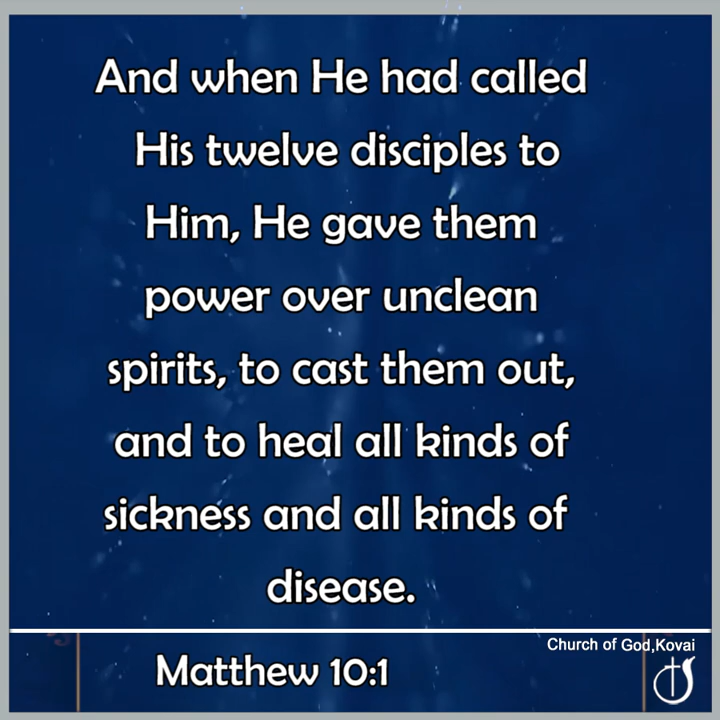 And when He had called
His twelve disciples to
Him, He gave them
power over unclean
spirits, to cast them out,
and to heal all kinds of
sickness and all kinds of
disease.
Church of God,Kovai
Matthew 10:1